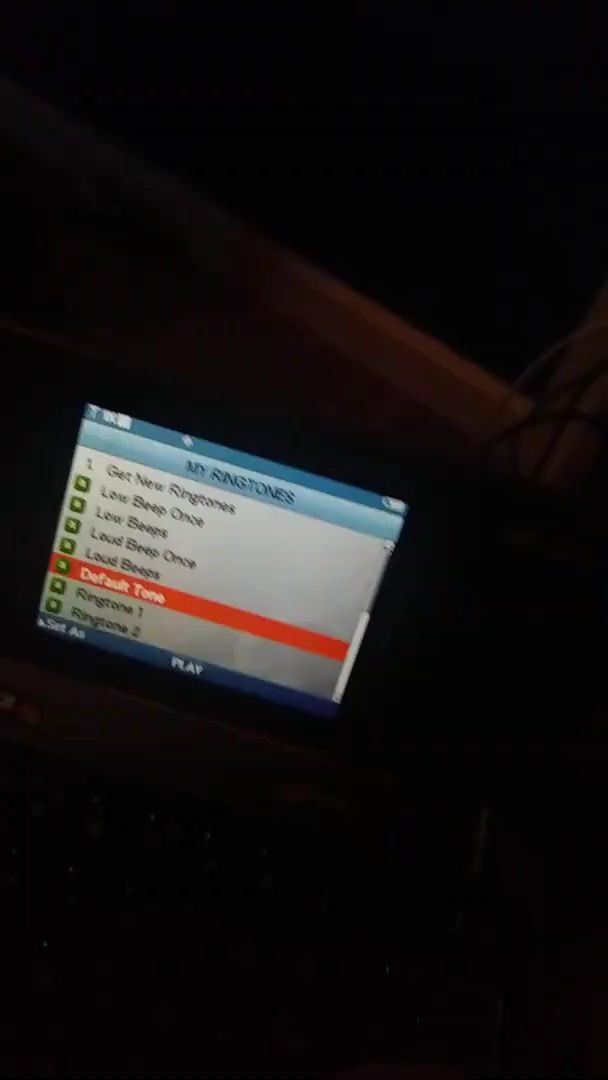 MY RINGTONES
1. Get New Ringtones
Low Beep Once
Low Beeps
Loud Beep Once
Loud Beeps
Default Tone
Ringtone 1
Ringtone 2
Set As
PLAY